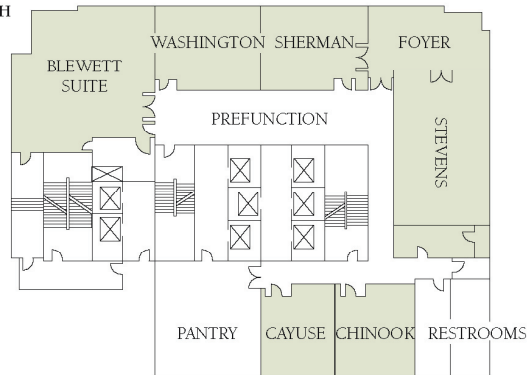 H
WASHINGTON SHERMAN FOYER
BLEWETT
SUITE
PREFUNCTION
STEVENS
PANTRY CAYUSE CHINOOK RESTROOMS